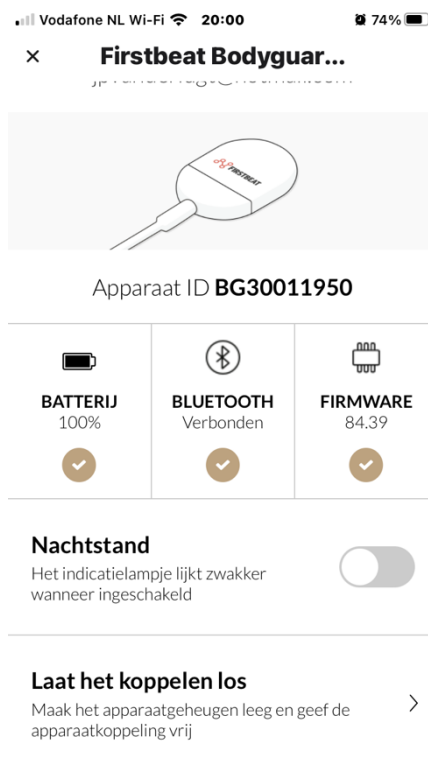 Vodafone NL Wi-Fi 20:00 74%
× Firstbeat Bodyguar...
FIRSTBEAT
Apparaat ID BG30011950
BATTERIJ BLUETOOTH FIRMWARE
100% Verbonden 84.39
Nachtstand
Het indicatielampje lijkt zwakker
wanneer ingeschakeld
Laat het koppelen los
Maak het apparaatgeheugen leeg en geef de
apparaatkoppeling vrij